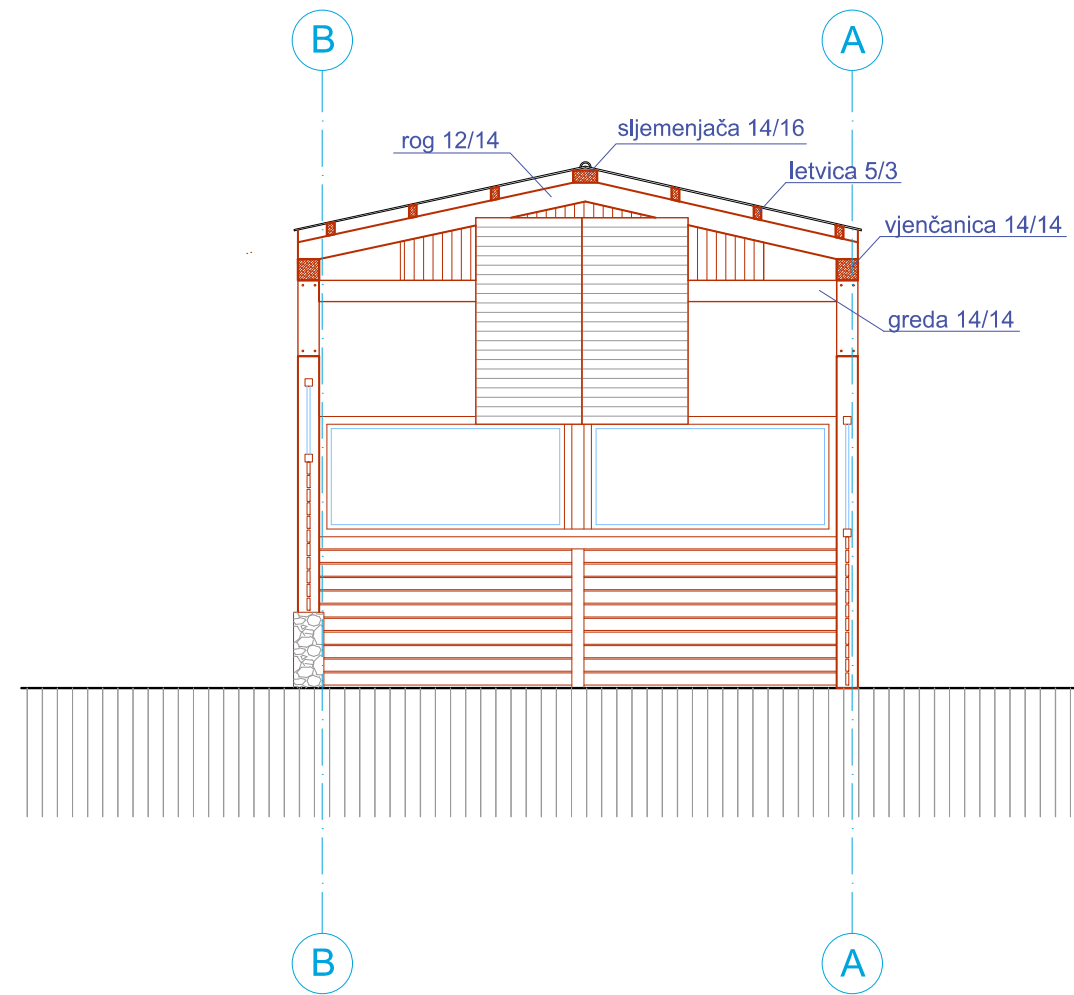 B
A
sljemenjača 14/16
rog 12/14
letvica 5/3
vjenčanica 14/14
greda 14/14
B
A